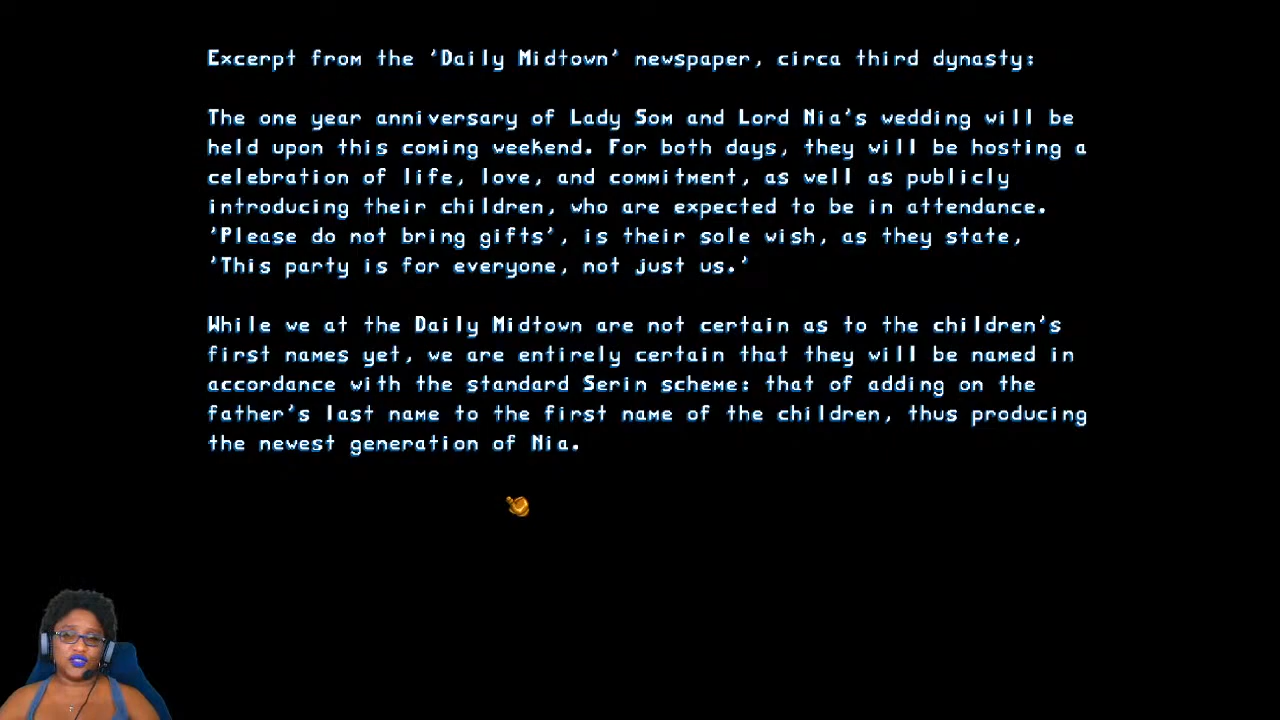 Excerpt from the 'Daily Midtown' newspaper, circa third dynasty:
The one year anniversary of Lady Som and Lord Nia's wedding will be
held upon this coming weekend. For both days, they will be hosting a
celebration of life, love, and commitment, as well as publicly
introducing their children, who are expected to be in attendance.
'Please do not bring gifts', is their sole wish, as they state,
'This party is for everyone, not just us.'
While we at the Daily Midtown are not certain as to the children's
first names yet, we are entirely certain that they will be named in
accordance with the standard Serin scheme: that of adding on the
father's last name to the first name of the children, thus producing
the newest generation of Nia.